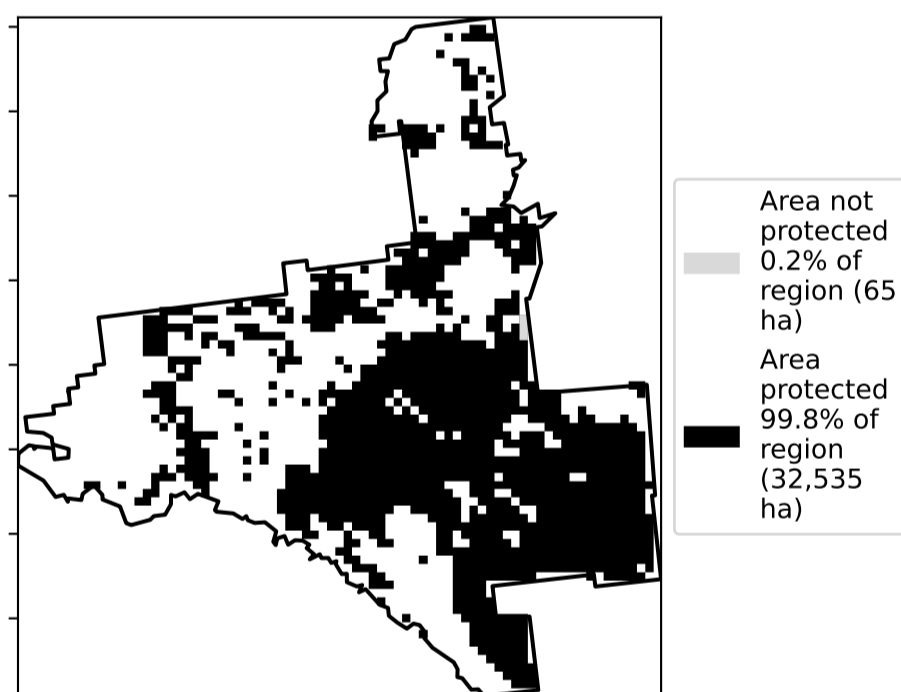 Area not
protected
0.2% of
region (65
ha)
Area
protected
99.8% of
region
(32,535
ha)